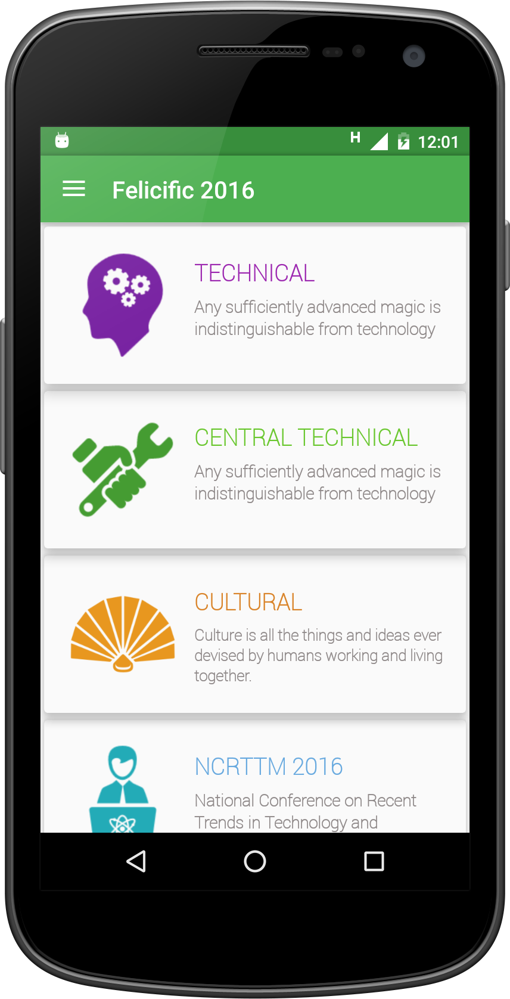 H 12:01
Felicific 2016
TECHNICAL
Any sufficiently advanced magic is
indistinguishable from technology
CENTRAL TECHNICAL
Any sufficiently advanced magic is
indistinguishable from technology
CULTURAL
Culture is all the things and ideas ever
devised by humans working and living
together.
NCRTTM 2016
National Conference on Recent
Trends in Technology and